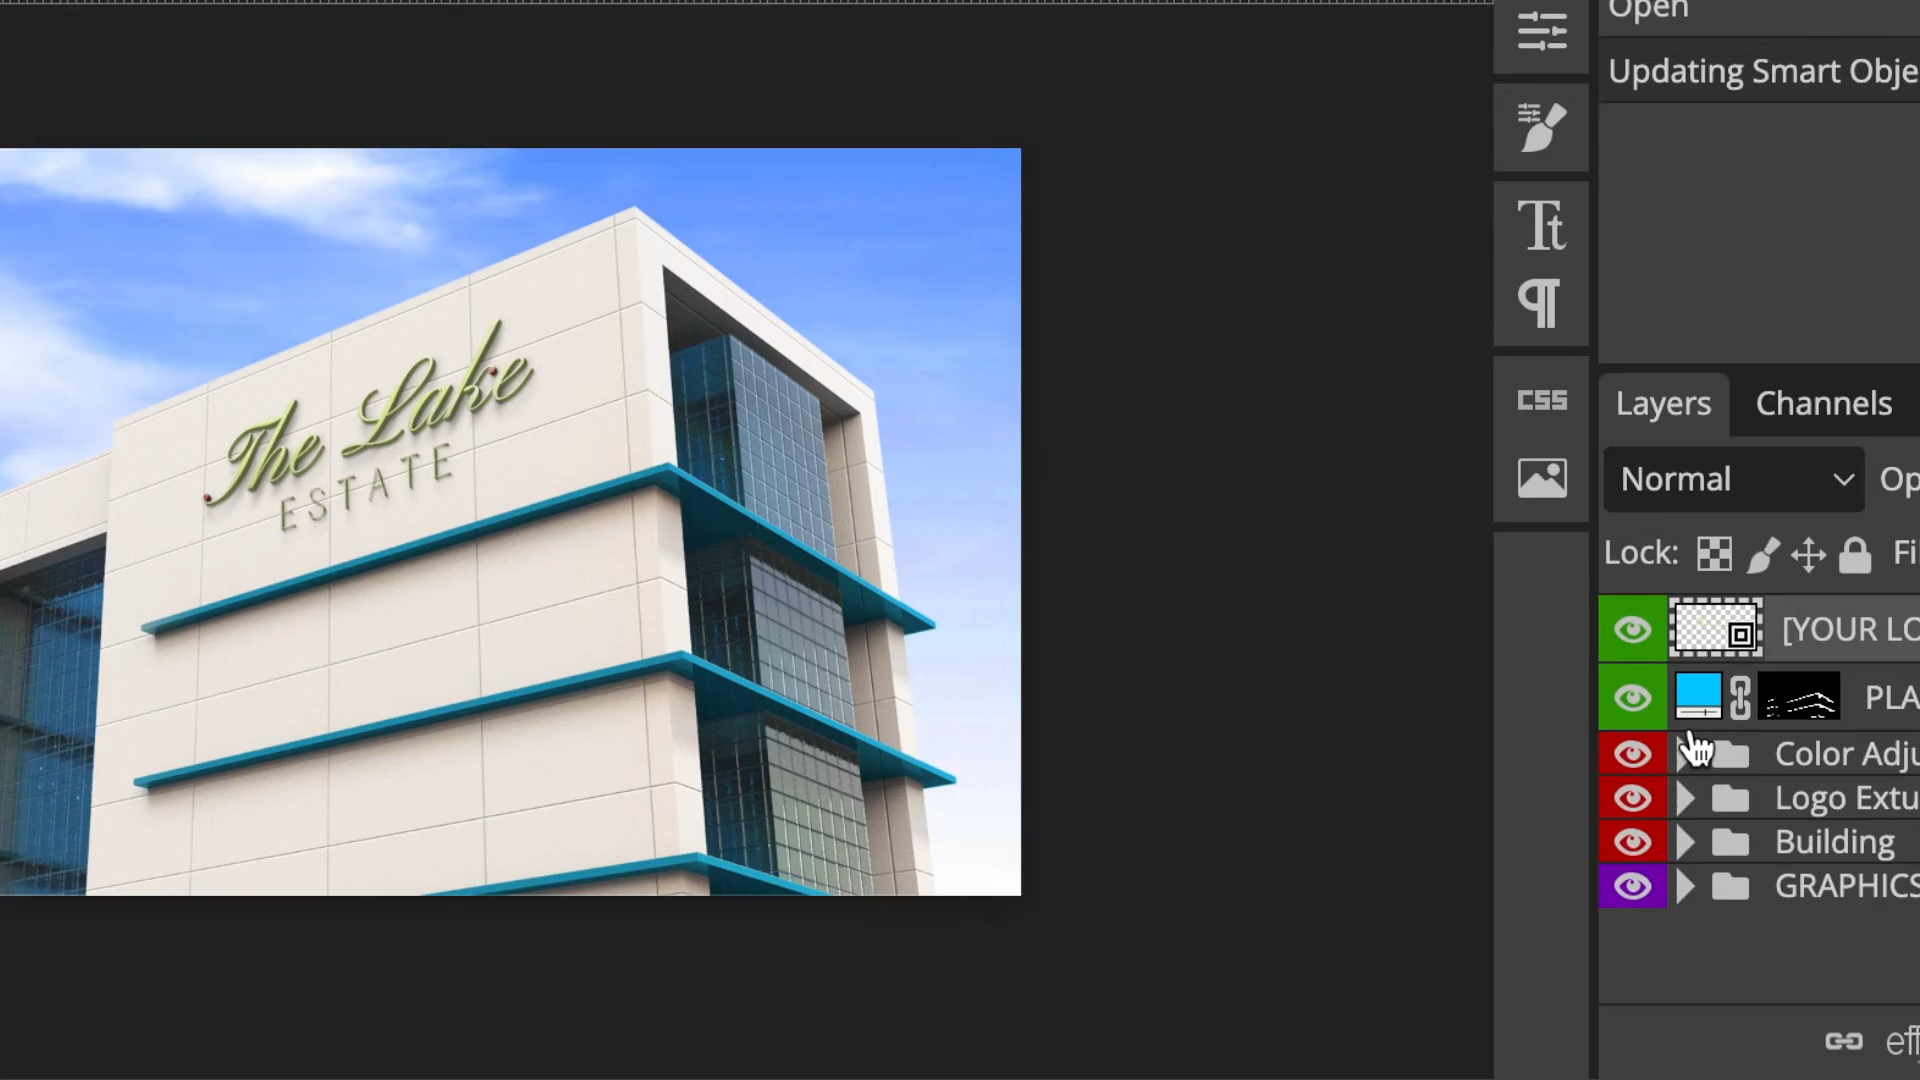 Open
Updating Smart Obje
The Lake
ESTATE
Tt
CSS
Layers
Channels
Normal
Op
Lock:
Fil
[YOUR LO
PLA
Color Adju
Logo Extu
Building
GRAPHICS
eff